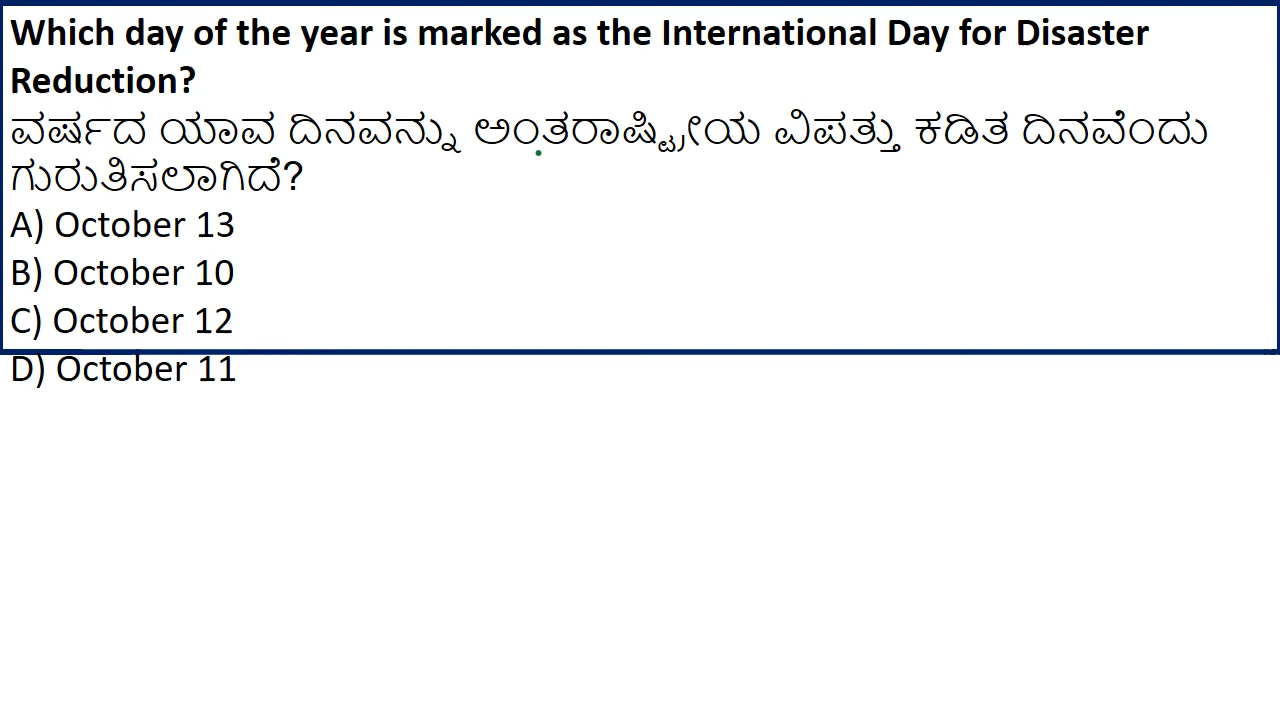 Which day of the year is marked as the International Day for Disaster
Reduction?
ವರ್ಷದ ಯಾವ ದಿನವನ್ನು ಅಂತರಾಷ್ಟ್ರೀಯ ವಿಪತ್ತು ಕಡಿತ ದಿನವೆಂದು
ಗುರುತಿಸಲಾಗಿದೆ?
A) October 13
B) October 10
C) October 12
D) October 11